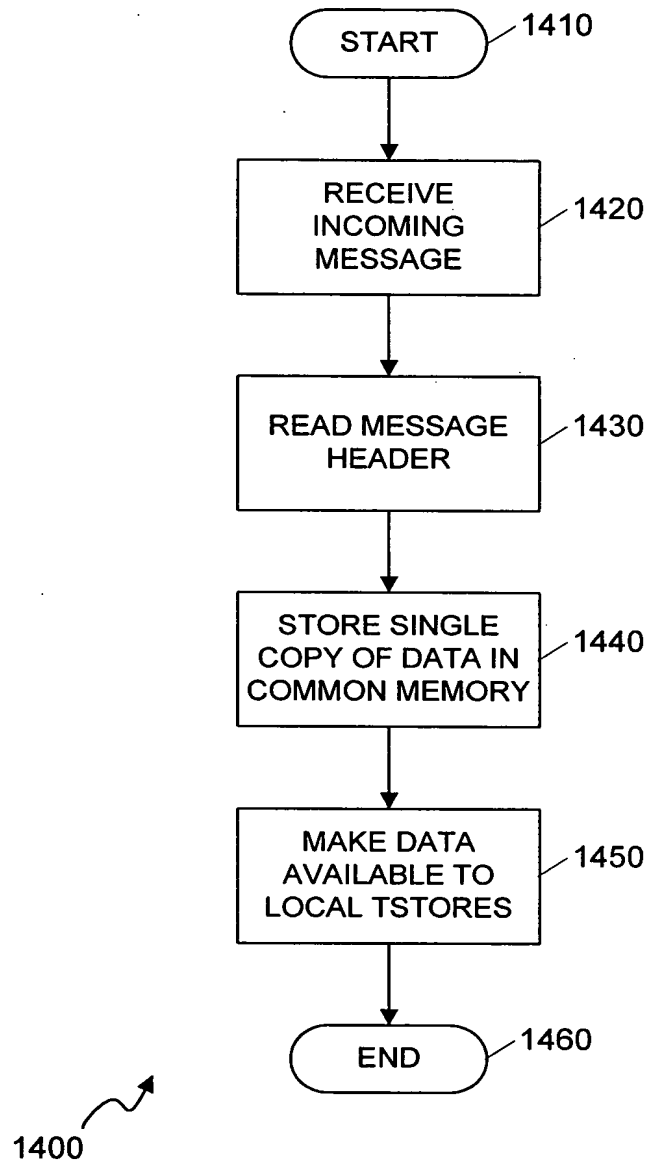 START
1410
RECEIVE
INCOMING
MESSAGE
1420
READ MESSAGE
HEADER
1430
STORE SINGLE
COPY OF DATA IN
COMMON MEMORY
1440
MAKE DATA
AVAILABLE TO
LOCAL TSTORES
1450
END
1460
1400